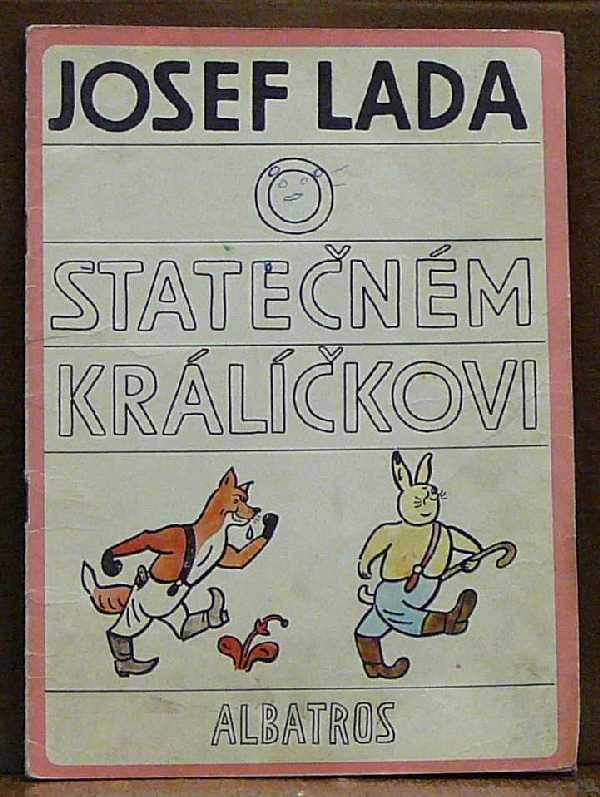 JOSEF LADA
O
STATEČNÉM
KRÁLÍČKOVI
ALBATROS